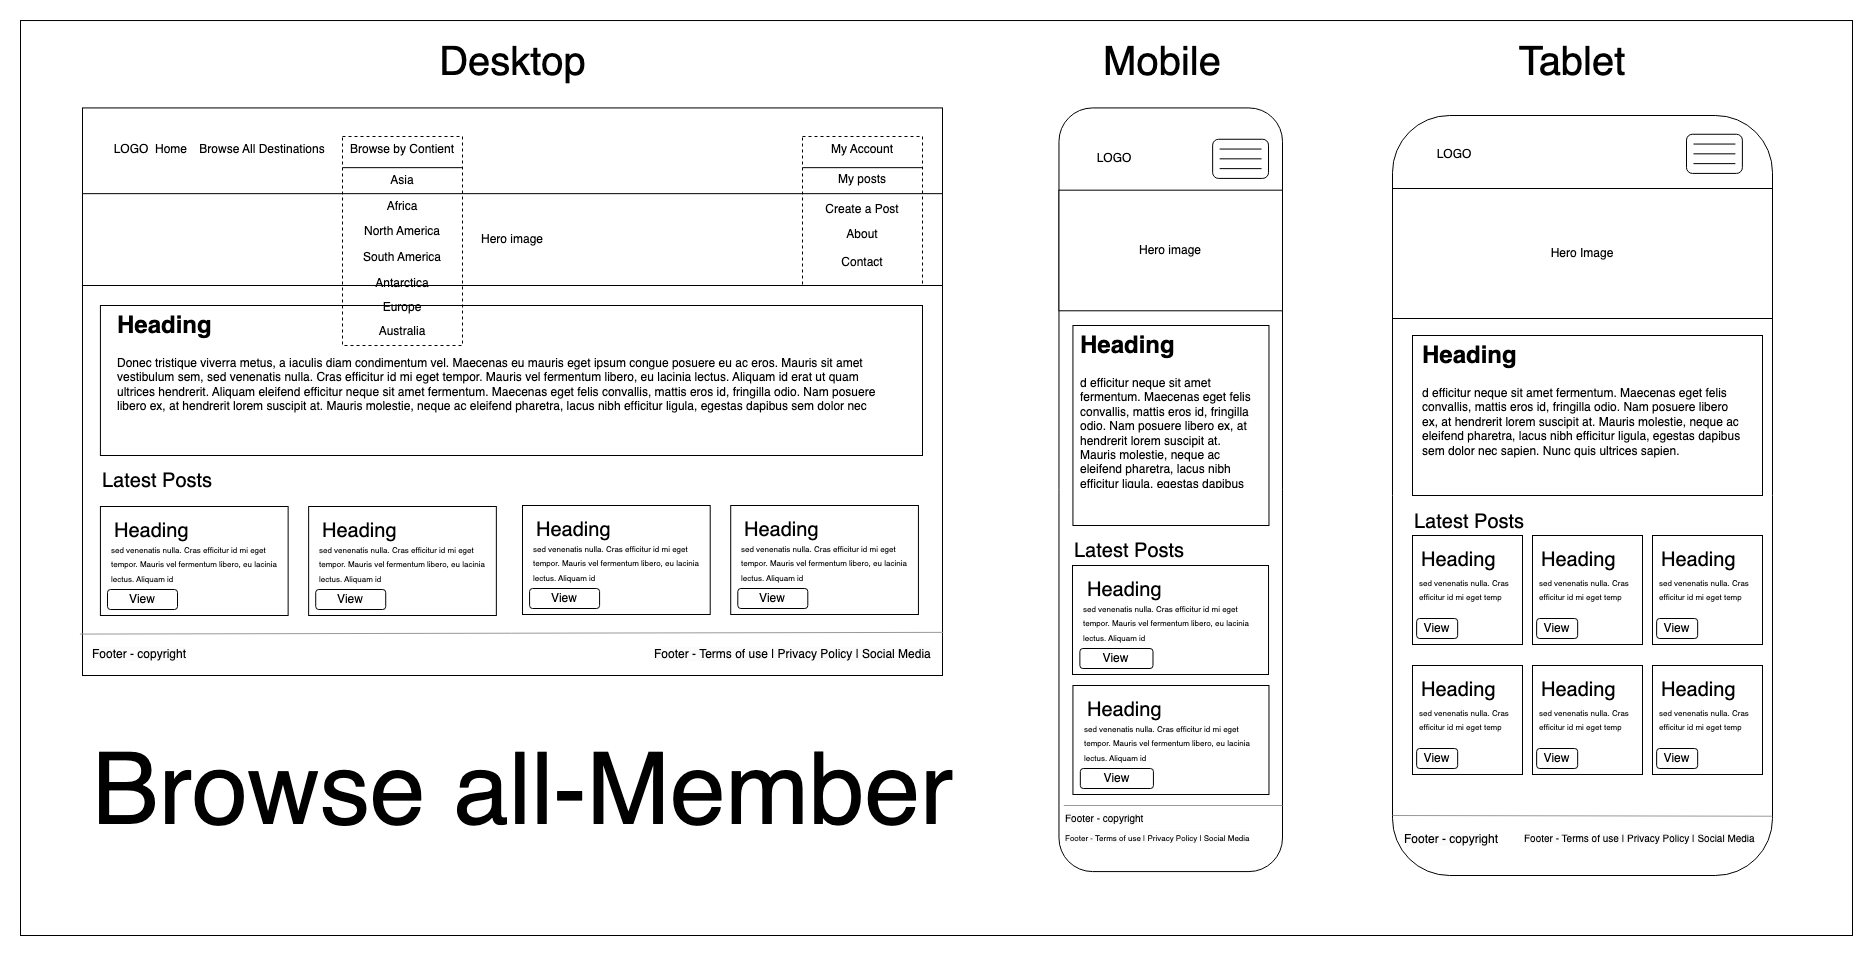 Desktop
LOGO Home Browse All Destinations Browse by Contient My Account
Asia
Africa
North America
South America
Antarctica
Europe
Australia
My posts
Create a Post
About
Contact
Hero image
Heading
Donec tristique viverra metus, a iaculis diam condimentum vel. Maecenas eu mauris eget ipsum congue posuere eu ac eros. Mauris sit amet
vestibulum sem, sed venenatis nulla. Cras efficitur id mi eget tempor. Mauris vel fermentum libero, eu lacinia lectus. Aliquam id erat ut quam
ultrices hendrerit. Aliquam eleifend efficitur neque sit amet fermentum. Maecenas eget felis convallis, mattis eros id, fringilla odio. Nam posuere
libero ex, at hendrerit lorem suscipit at. Mauris molestie, neque ac eleifend pharetra, lacus nibh efficitur ligula, egestas dapibus sem dolor nec
Latest Posts
Heading
sed venenatis nulla. Cras efficitur id mi eget
tempor. Mauris vel fermentum libero, eu lacinia
lectus. Aliquam id
View
Heading
sed venenatis nulla. Cras efficitur id mi eget
tempor. Mauris vel fermentum libero, eu lacinia
lectus. Aliquam id
View
Heading
sed venenatis nulla. Cras efficitur id mi eget
tempor. Mauris vel fermentum libero, eu lacinia
lectus. Aliquam id
View
Heading
sed venenatis nulla. Cras efficitur id mi eget
tempor. Mauris vel fermentum libero, eu lacinia
lectus. Aliquam id
View
Footer - copyright
Footer - Terms of use | Privacy Policy | Social Media
Browse all-Member
Mobile
LOGO
Hero image
Heading
d efficitur neque sit amet
fermentum. Maecenas eget felis
convallis, mattis eros id, fringilla
odio. Nam posuere libero ex, at
hendrerit lorem suscipit at.
Mauris molestie, neque ac
eleifend pharetra, lacus nibh
efficitur ligula, egestas dapibus
Latest Posts
Heading
sed venenatis nulla. Cras efficitur id mi eget
tempor. Mauris vel fermentum libero, eu lacinia
lectus. Aliquam id
View
Heading
sed venenatis nulla. Cras efficitur id mi eget
tempor. Mauris vel fermentum libero, eu lacinia
lectus. Aliquam id
View
Footer - copyright
Footer - Terms of use | Privacy Policy | Social Media
Tablet
LOGO
Hero Image
Heading
d efficitur neque sit amet fermentum. Maecenas eget felis
convallis, mattis eros id, fringilla odio. Nam posuere libero
ex, at hendrerit lorem suscipit at. Mauris molestie, neque ac
eleifend pharetra, lacus nibh efficitur ligula, egestas dapibus
sem dolor nec sapien. Nunc quis ultrices sapien.
Latest Posts
Heading
sed venenatis nulla. Cras
efficitur id mi eget temp
View
Heading
sed venenatis nulla. Cras
efficitur id mi eget temp
View
Heading
sed venenatis nulla. Cras
efficitur id mi eget temp
View
Heading
sed venenatis nulla. Cras
efficitur id mi eget temp
View
Heading
sed venenatis nulla. Cras
efficitur id mi eget temp
View
Heading
sed venenatis nulla. Cras
efficitur id mi eget temp
View
Footer - copyright
Footer - Terms of use | Privacy Policy | Social Media